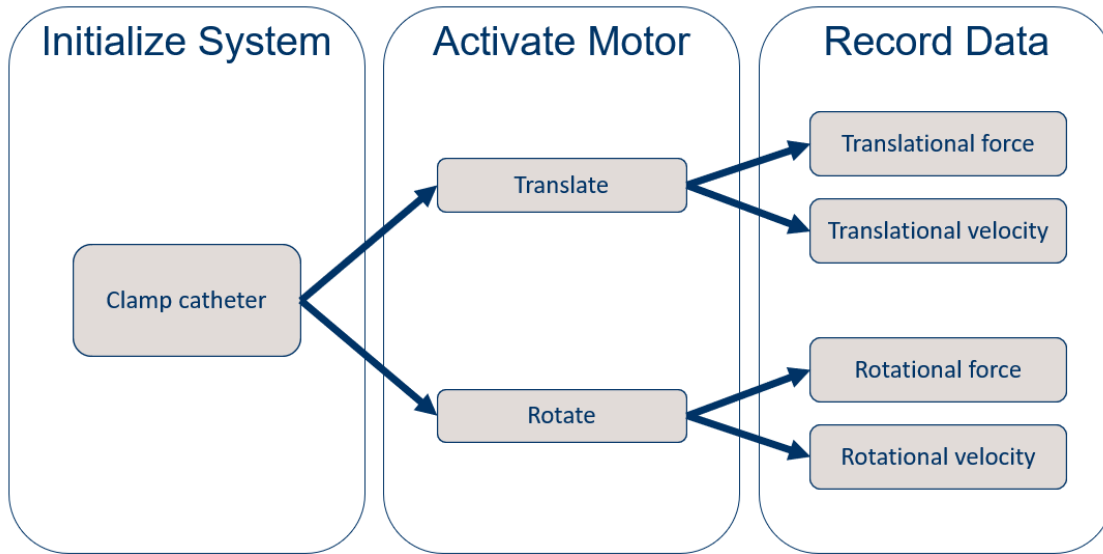 Initialize System
Activate Motor
Record Data
Clamp catheter
Translate
Rotate
Translational force
Translational velocity
Rotational force
Rotational velocity